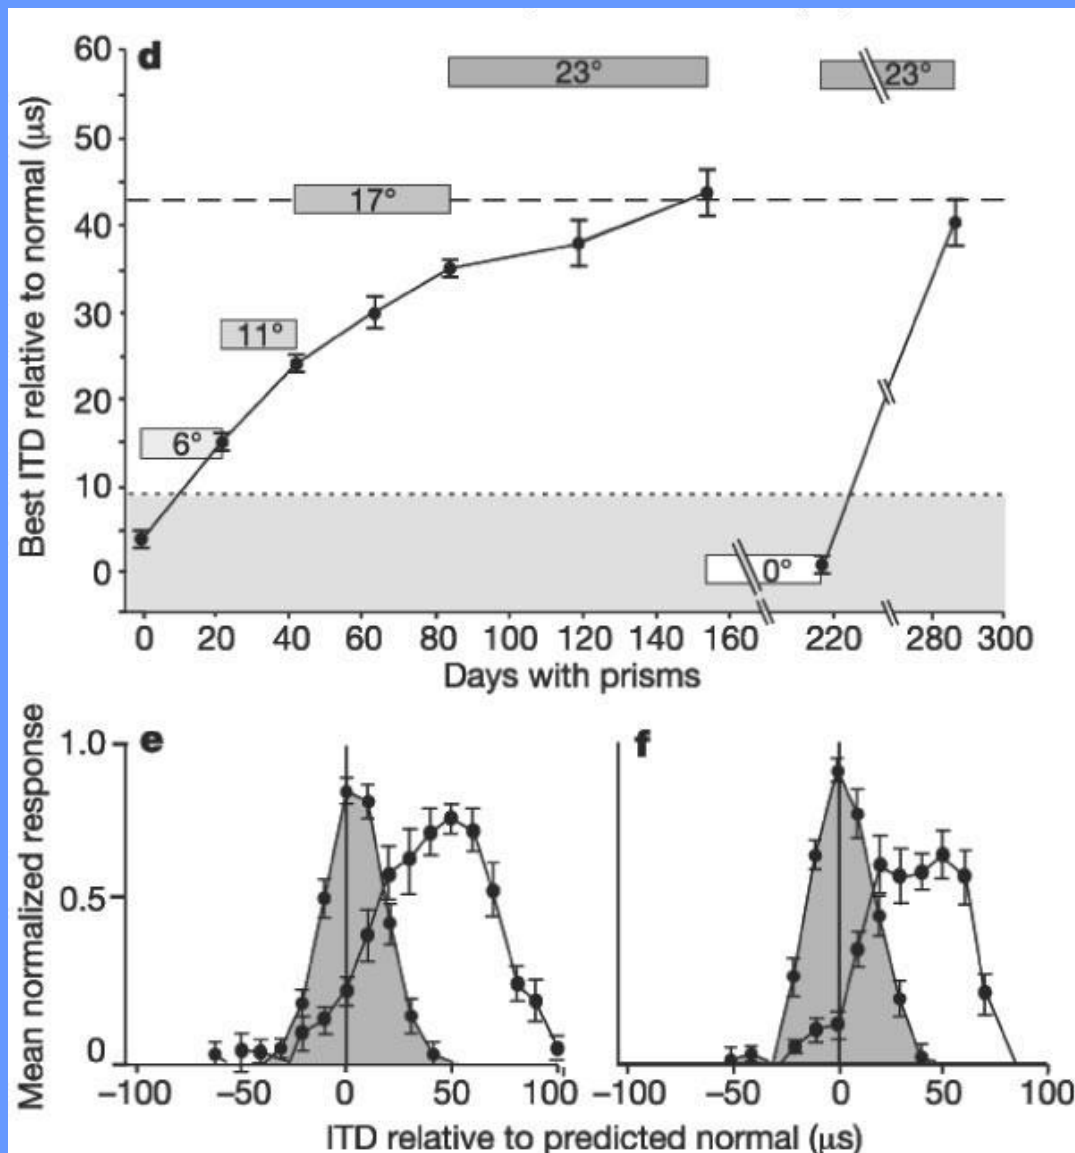 d
60
50
40
30
20
10
0
Best ITD relative to normal (μs)
23°
23°
17°
11°
6°
0°
0 20 40 60 80 100 120 140 160 220 280 300
Days with prisms
e
f
1.0
0.5
0
Mean normalized response
−100 −50 0 50 100 −100 −50 0 50 100
ITD relative to predicted normal (μs)